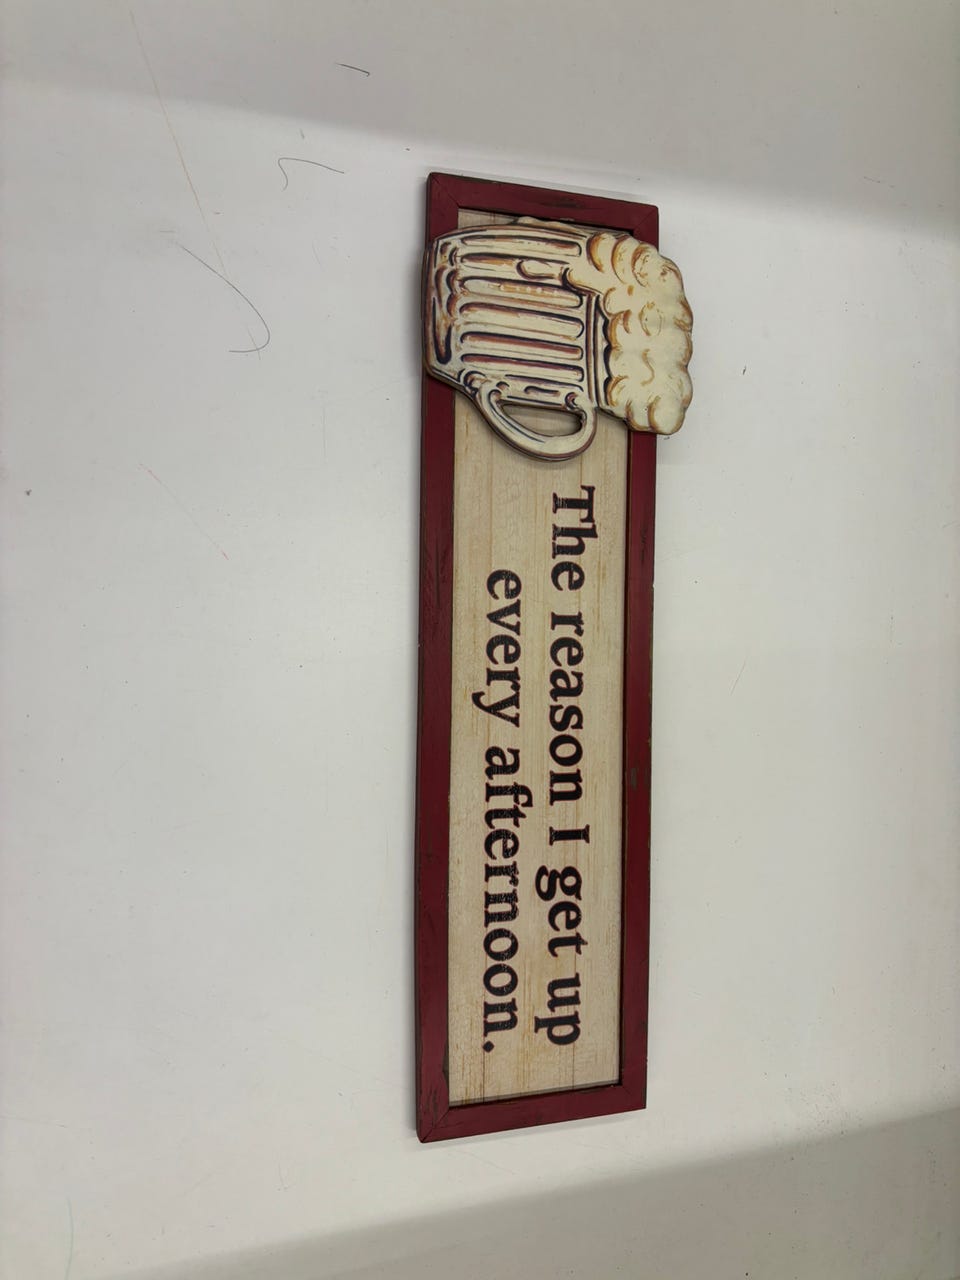 The reason I get up
every afternoon.